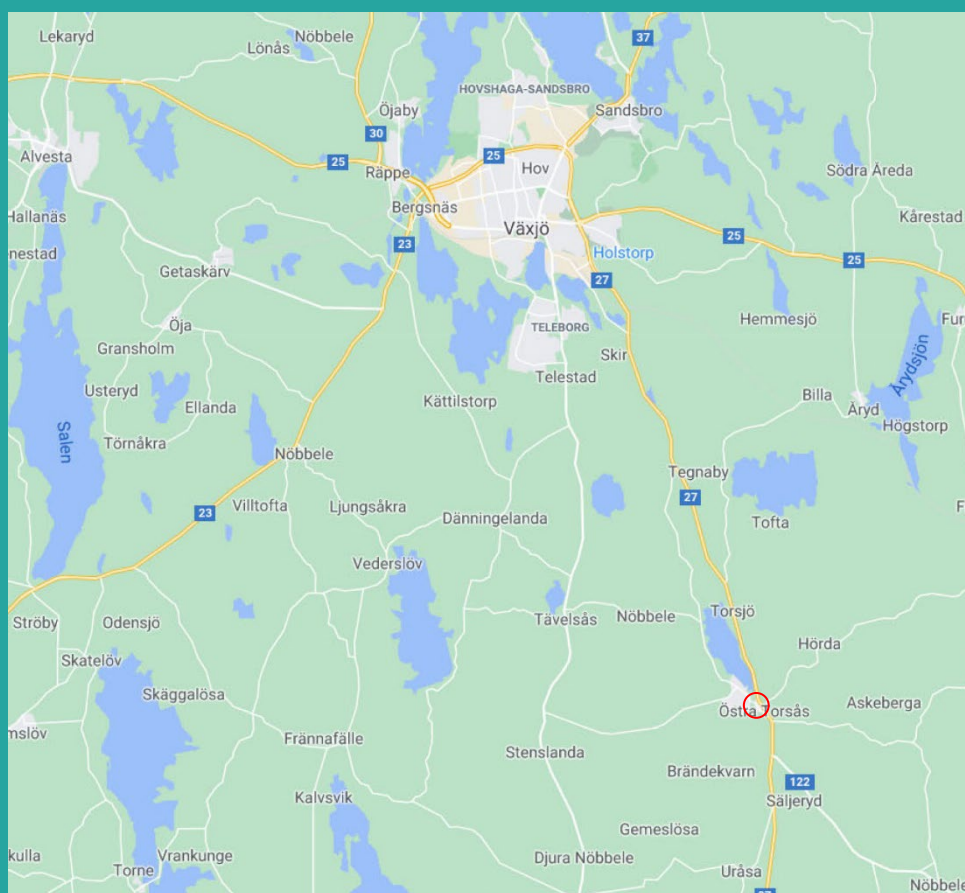 Lekaryd
Nöbbele
Lönås
37
HOVSHAGA-SANDSBRO
Öjaby
Sandsbro
30
Alvesta
25
Räppe
25
Hov
Södra Åreda
Bergsnäs
Hallanäs
Växjö
Kårestad
nestad
23
Holstorp
25
25
Getaskärv
27
Öja
TELEBORG
Hemmesjö
Fur
Gransholm
Skir
Årydsjön
Usteryd
Telestad
Ellanda
Kättilstorp
Billa
Åryd
Salen
Törnåkra
Högstorp
Nöbbele
Tegnaby
27
Villtofta
Ljungsåkra
23
Dänningelanda
Tofta
F
Vederslöv
Ströby
Odensjö
Tävelsås
Nöbbele
Torsjö
Hörda
Skatelöv
Skäggalösa
Östra Torsås
Askeberga
mslöv
Frännafälle
Stenslanda
Brändekvarn
122
Kalvsvik
Säljeryd
Gemeslösa
kulla
Vrankunge
Djura Nöbbele
Torne
Uråsa
Nöbbele
27